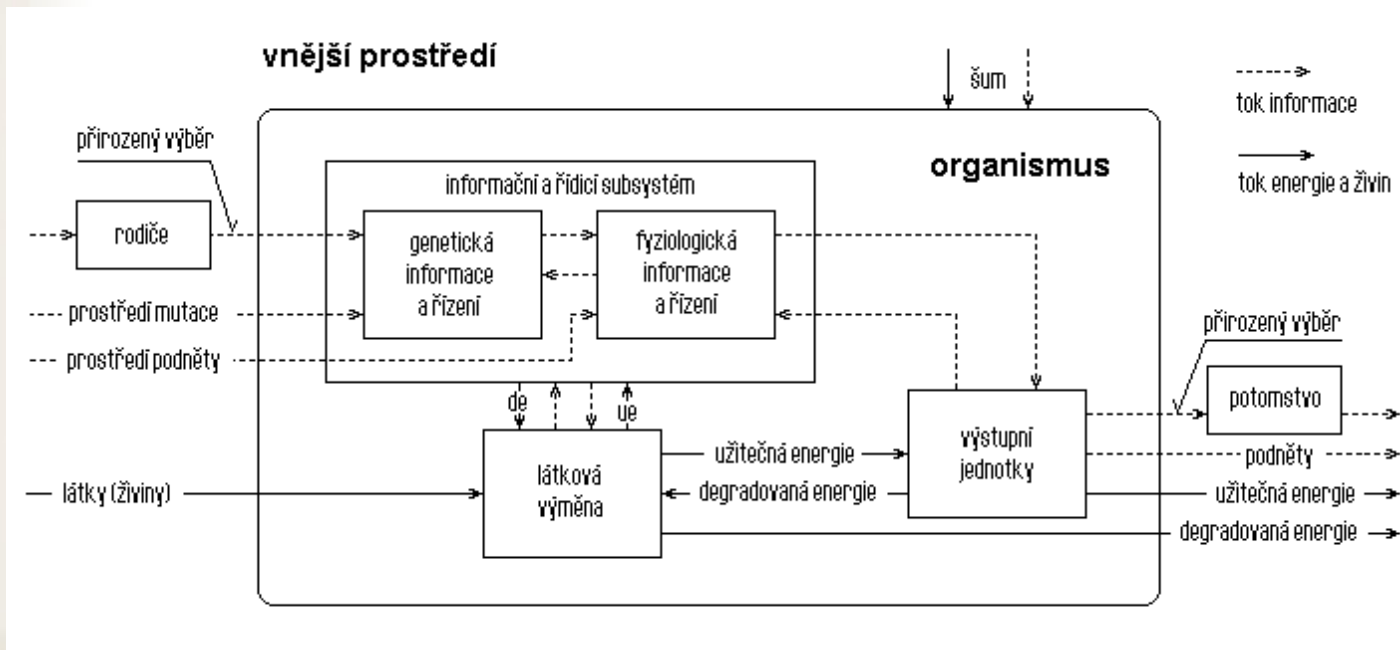 vnější prostředí
šum
tok informace
tok energie a živin
přirozený výběr
organismus
informační a řídicí subsystém
rodiče
genetická
informace
a řízení
fyziologická
informace
a řízení
prostředí mutace
prostředí podněty
přirozený výběr
potomstvo
de
ue
látky (živiny)
látková
výměna
užitečná energie
degradovaná energie
výstupní
jednotky
podněty
užitečná energie
degradovaná energie